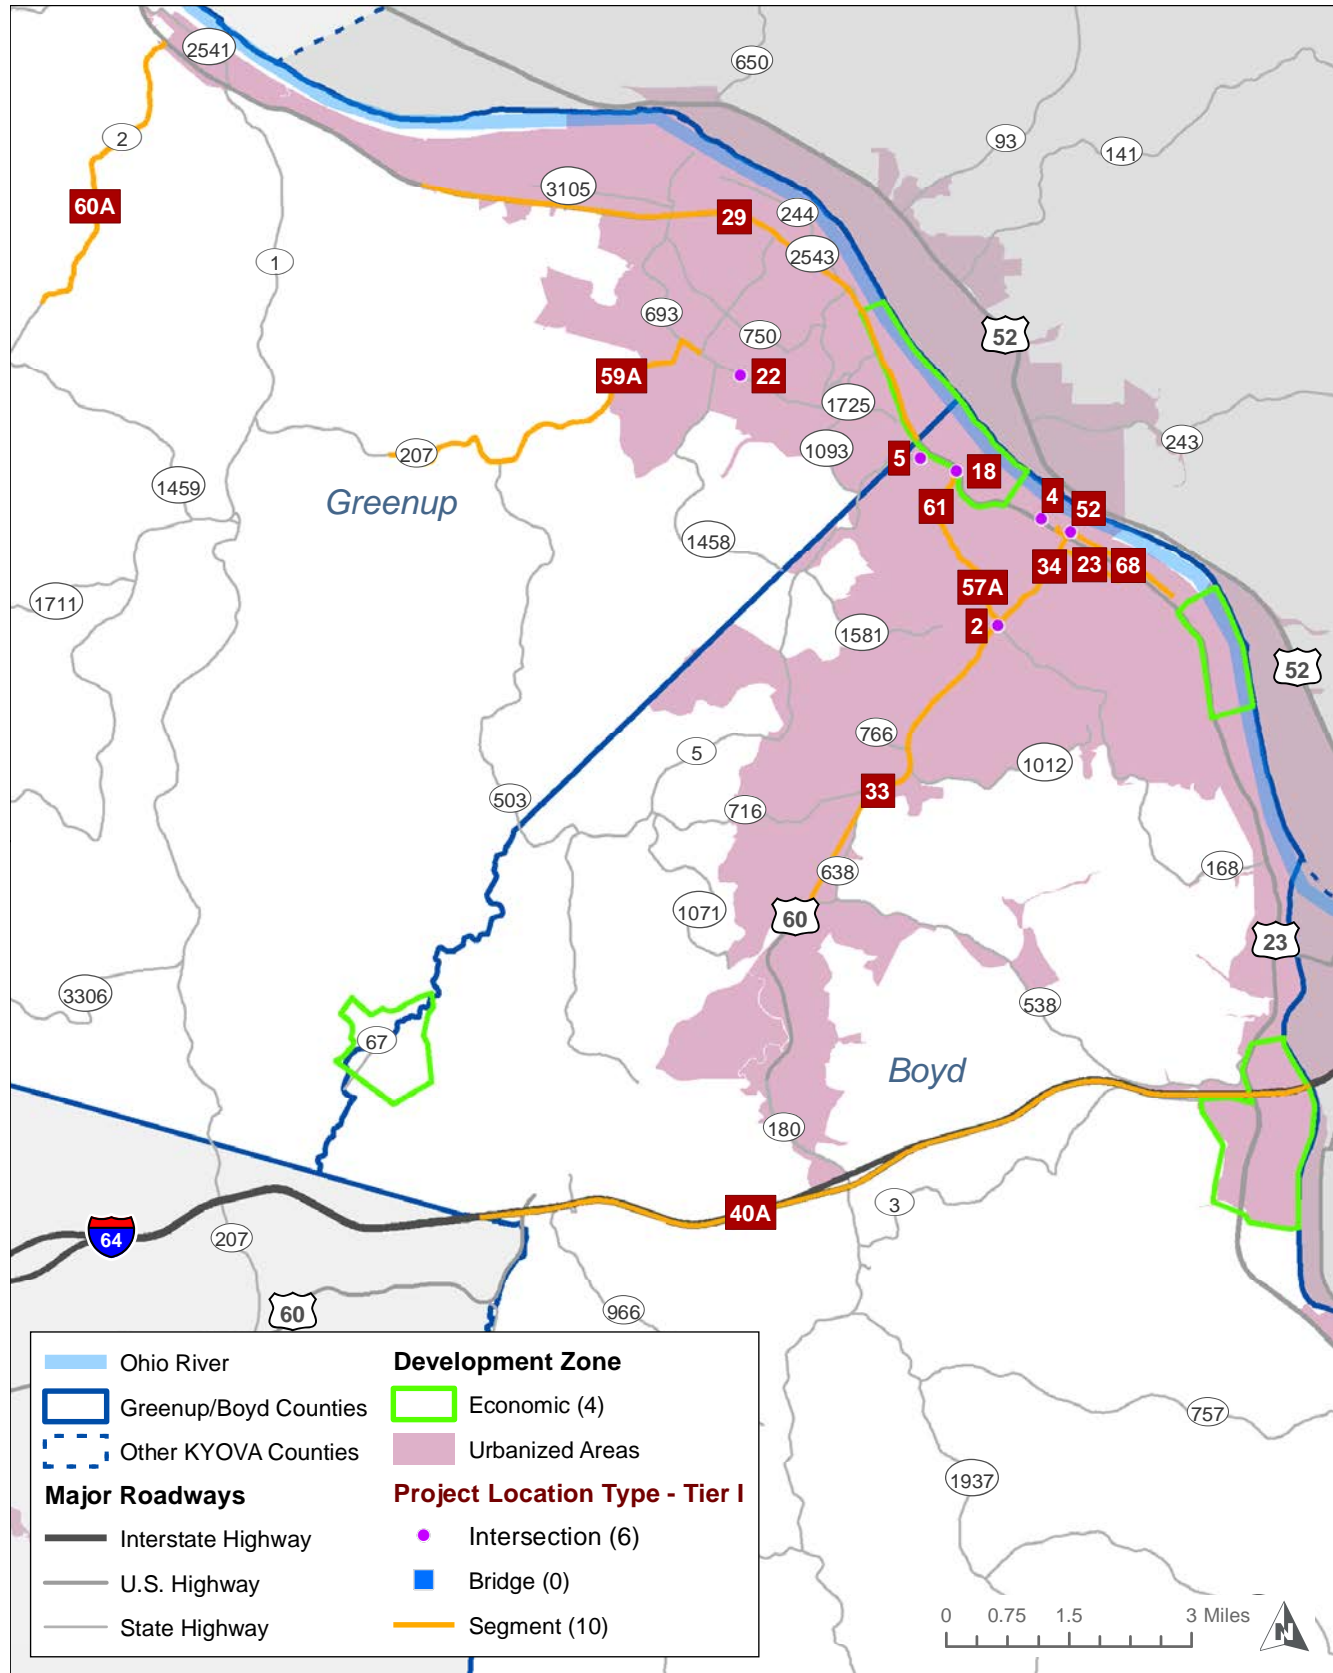 2541
650
2
93
141
60A
3105
29
244
2543
1
693
750
52
59A
22
1725
243
1093
5
18
207
4
52
1459
Greenup
61
1458
34
23
68
57A
1711
2
1581
52
766
5
1012
33
503
716
638
168
1071
60
23
3306
538
67
Boyd
180
3
40A
64
207
60
966
757
1937
Ohio River
Greenup/Boyd Counties
Other KYOVA Counties
Major Roadways
Interstate Highway
U.S. Highway
State Highway
Development Zone
Economic (4)
Urbanized Areas
Project Location Type - Tier I
Intersection (6)
Bridge (0)
Segment (10)
0 0.75 1.5 3 Miles
N